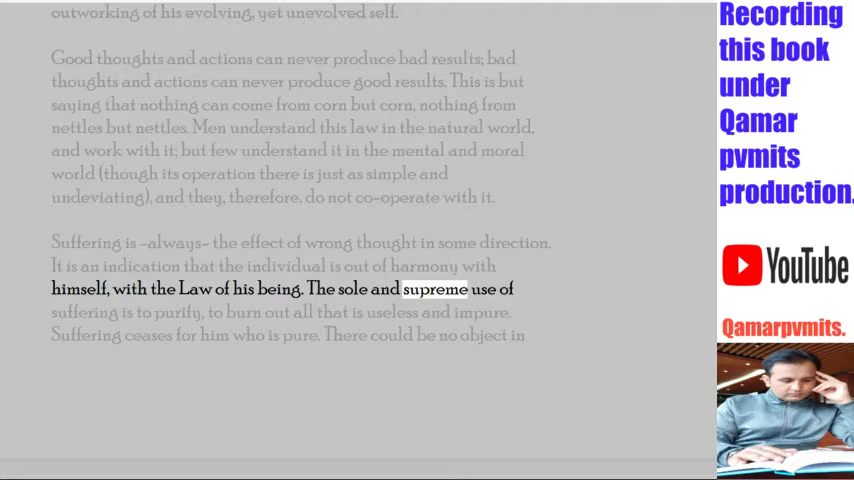 outworking of his evolving, yet unevolved self.
Good thoughts and actions can never produce bad results; bad
thoughts and actions can never produce good results. This is but
saying that nothing can come from corn but corn, nothing from
nettles but nettles. Men understand this law in the natural world,
and work with it; but few understand it in the mental and moral
world (though its operation there is just as simple and
undeviating), and they, therefore, do not co-operate with it.
Suffering is -always- the effect of wrong thought in some direction.
It is an indication that the individual is out of harmony with
himself, with the Law of his being. The sole and supreme use of
suffering is to purify, to burn out all that is useless and impure.
Suffering ceases for him who is pure. There could be no object in
Recording
this book
under
Qamar
pvmits
production.
YouTube
Qamarpvmits.